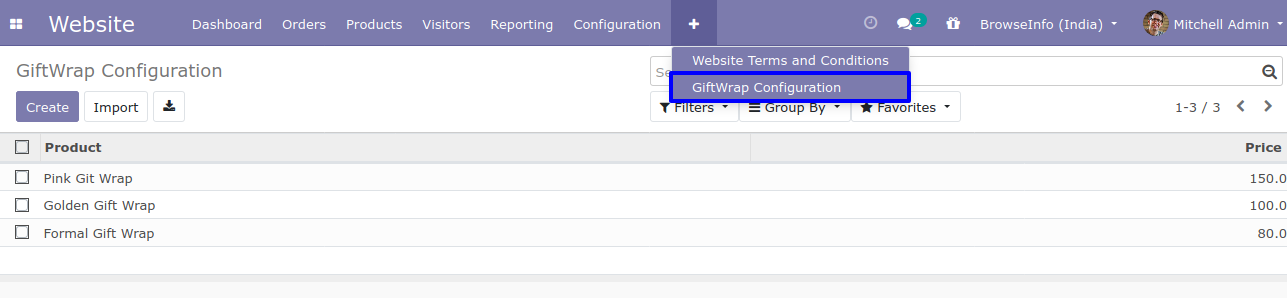 Website Dashboard Orders Products Visitors Reporting Configuration + 2 BrowseInfo (India) Mitchell Admin
Website Terms and Conditions
GiftWrap Configuration
GiftWrap Configuration
Create Import Filters Group By Favorites 1-3 / 3
Product Price
Pink Git Wrap 150.0
Golden Gift Wrap 100.0
Formal Gift Wrap 80.0